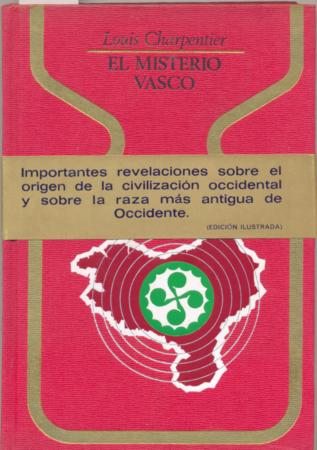 Louis Charpentier
EL MISTERIO
VASCO
Importantes revelaciones sobre el
origen de la civilización occidental
y sobre la raza más antigua de
Occidente.
(EDICIÓN ILUSTRADA)